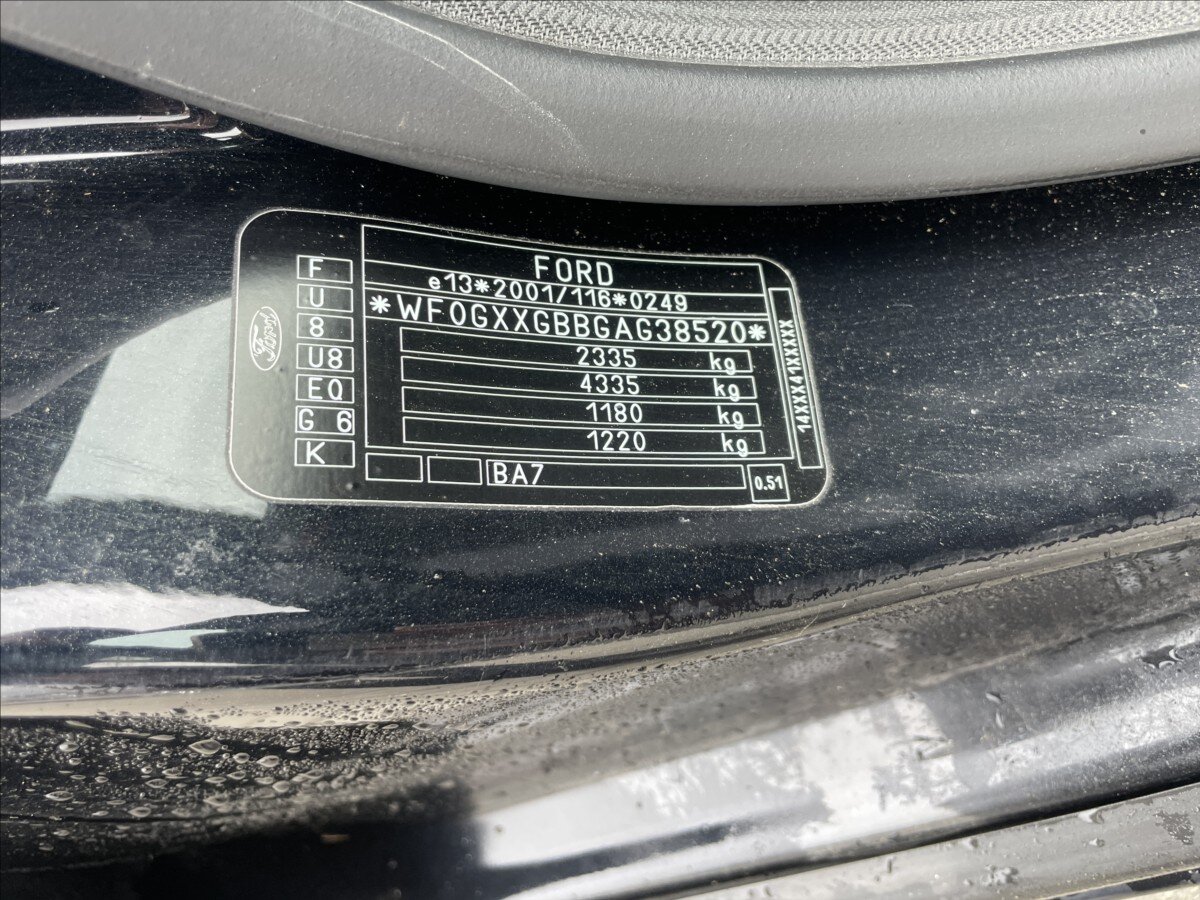 FORD
e13*2001/116*0249
*WF0GXXGBBGAG38520*
2335 kg
4335 kg
1180 kg
1220 kg
BA7
0.51
14XXX41XXXXX
F
U
8
U8
EQ
G 6
K
Ford